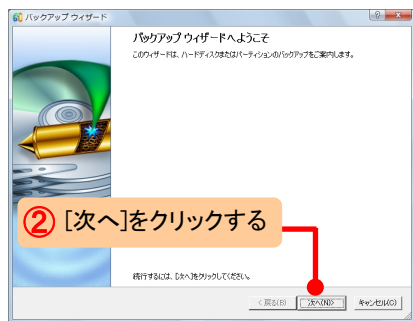 バックアップ ウィザード
バックアップ ウィザードへようこそ
このウィザードは、ハードディスクまたはパーティションのバックアップをご案内します。
② [次へ]をクリックする
続行するには、[次へ]をクリックしてください。
< 戻る(B) 次へ(N)> キャンセル(C)